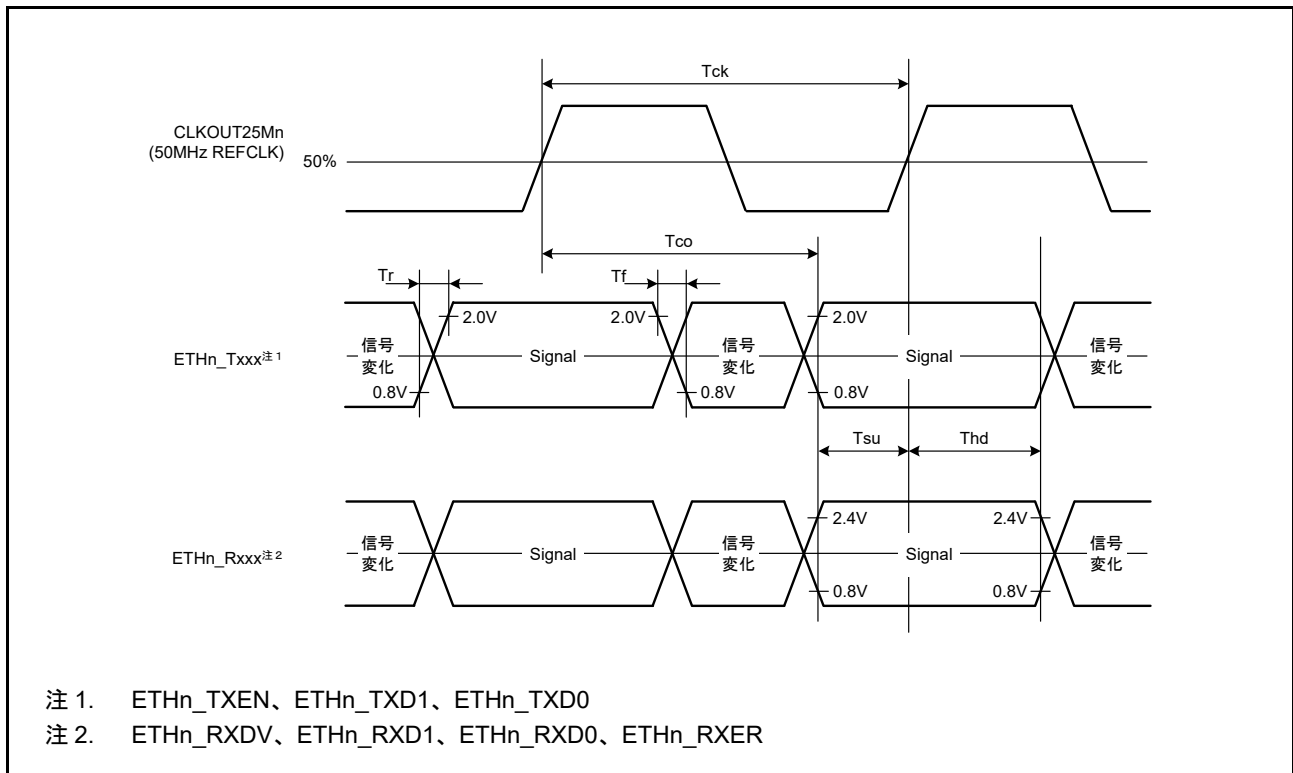 Tck
CLKOUT25Mn
(50MHz REFCLK)
50%
Tco
Tr
Tf
2.0V
2.0V
2.0V
ETHn_Txxx注1
信号
変化
Signal
信号
変化
Signal
信号
変化
0.8V
0.8V
0.8V
Tsu
Thd
2.4V
2.4V
ETHn_Rxxx注2
信号
変化
Signal
信号
変化
Signal
信号
変化
0.8V
0.8V
注 1. ETHn_TXEN、ETHn_TXD1、ETHn_TXD0
注 2. ETHn_RXDV、ETHn_RXD1、ETHn_RXD0、ETHn_RXER